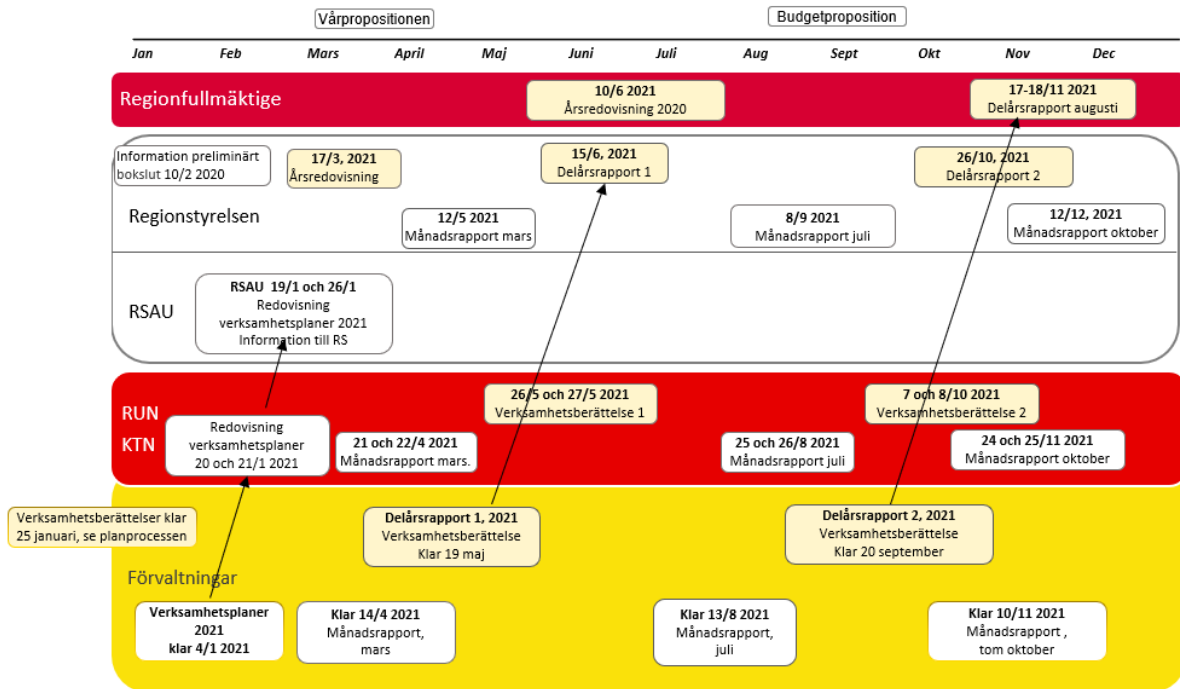 Vårpropositionen
Budgetproposition
Jan Feb Mars April Maj Juni Juli Aug Sept Okt Nov Dec
Regionfullmäktige
10/6 2021
Årsredovisning 2020
17-18/11 2021
Delårsrapport augusti
Information preliminärt
bokslut 10/2 2020
17/3, 2021
Årsredovisning
15/6, 2021
Delårsrapport 1
26/10, 2021
Delårsrapport 2
Regionstyrelsen
12/5 2021
Månadsrapport mars
8/9 2021
Månadsrapport juli
12/12, 2021
Månadsrapport oktober
RSAU
RSAU 19/1 och 26/1
Redovisning
verksamhetsplaner 2021
Information till RS
RUN
KTN
26/5 och 27/5 2021
Verksamhetsberättelse 1
7 och 8/10 2021
Verksamhetsberättelse 2
Redovisning
verksamhetsplaner
20 och 21/1 2021
21 och 22/4 2021
Månadsrapport mars.
25 och 26/8 2021
Månadsrapport juli
24 och 25/11 2021
Månadsrapport oktober
Verksamhetsberättelser klar
25 januari, se planprocessen
Delårsrapport 1, 2021
Verksamhetsberättelse
Klar 19 maj
Delårsrapport 2, 2021
Verksamhetsberättelse
Klar 20 september
Förvaltningar
Verksamhetsplaner
2021
klar 4/1 2021
Klar 14/4 2021
Månadsrapport,
mars
Klar 13/8 2021
Månadsrapport,
juli
Klar 10/11 2021
Månadsrapport ,
tom oktober